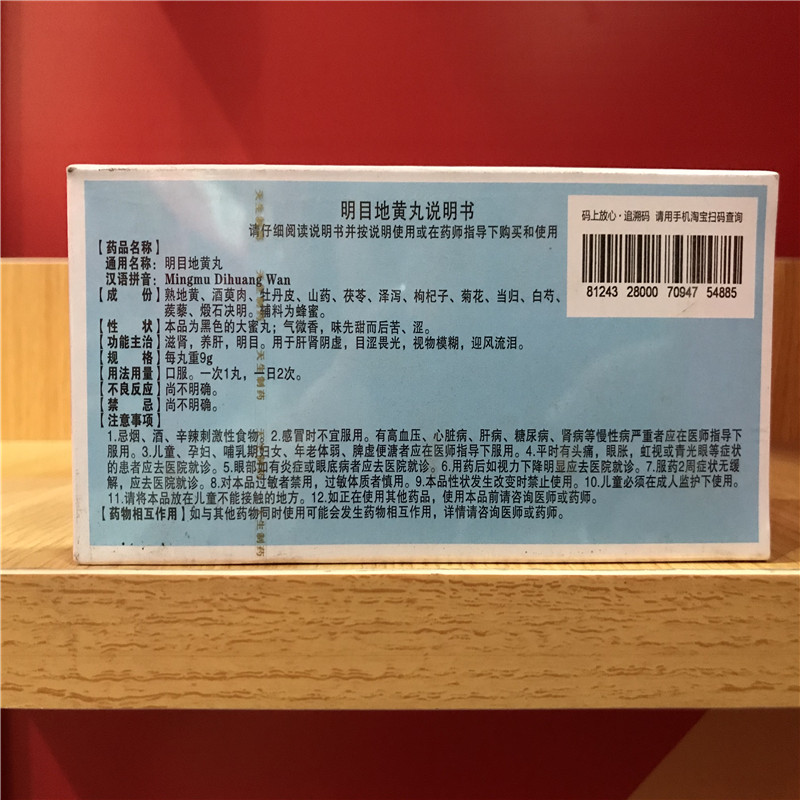 明目地黄丸说明书
请仔细阅读说明书并按说明使用或在药师指导下购买和使用
码上放心·追溯码 请用手机淘宝扫码查询
81243 28000 70947 54885
【药品名称】
通用名称：明目地黄丸
汉语拼音：Mingmu Dihuang Wan
【成 份】熟地黄、酒萸肉、牡丹皮、山药、茯苓、泽泻、枸杞子、菊花、当归、白芍、
蒺藜、煅石决明。辅料为蜂蜜。
【性 状】本品为黑色的大蜜丸；气微香，味先甜而后苦、涩。
【功能主治】滋肾，养肝，明目。用于肝肾阴虚，目涩畏光，视物模糊，迎风流泪。
【规 格】每丸重9g
【用法用量】口服。一次1丸，一日2次。
【不良反应】尚不明确。
【禁 忌】尚不明确。
【注意事项】
1.忌烟、酒、辛辣刺激性食物。2.感冒时不宜服用。有高血压、心脏病、肝病、糖尿病、肾病等慢性病严重者应在医师指导下
服用。3.儿童、孕妇、哺乳期妇女、年老体弱、脾虚便溏者应在医师指导下服用。4.平时有头痛，眼胀，虹视或青光眼等症状
的患者应去医院就诊。5.眼部如有炎症或眼底病者应去医院就诊。6.用药后如视力下降明显应去医院就诊。7.服药2周症状无缓
解，应去医院就诊。8.对本品过敏者禁用，过敏体质者慎用。9.本品性状发生改变时禁止使用。10.儿童必须在成人监护下使用。
11.请将本品放在儿童不能接触的地方。12.如正在使用其他药品，使用本品前请咨询医师或药师。
【药物相互作用】如与其他药物同时使用可能会发生药物相互作用，详情请咨询医师或药师。
天生制药